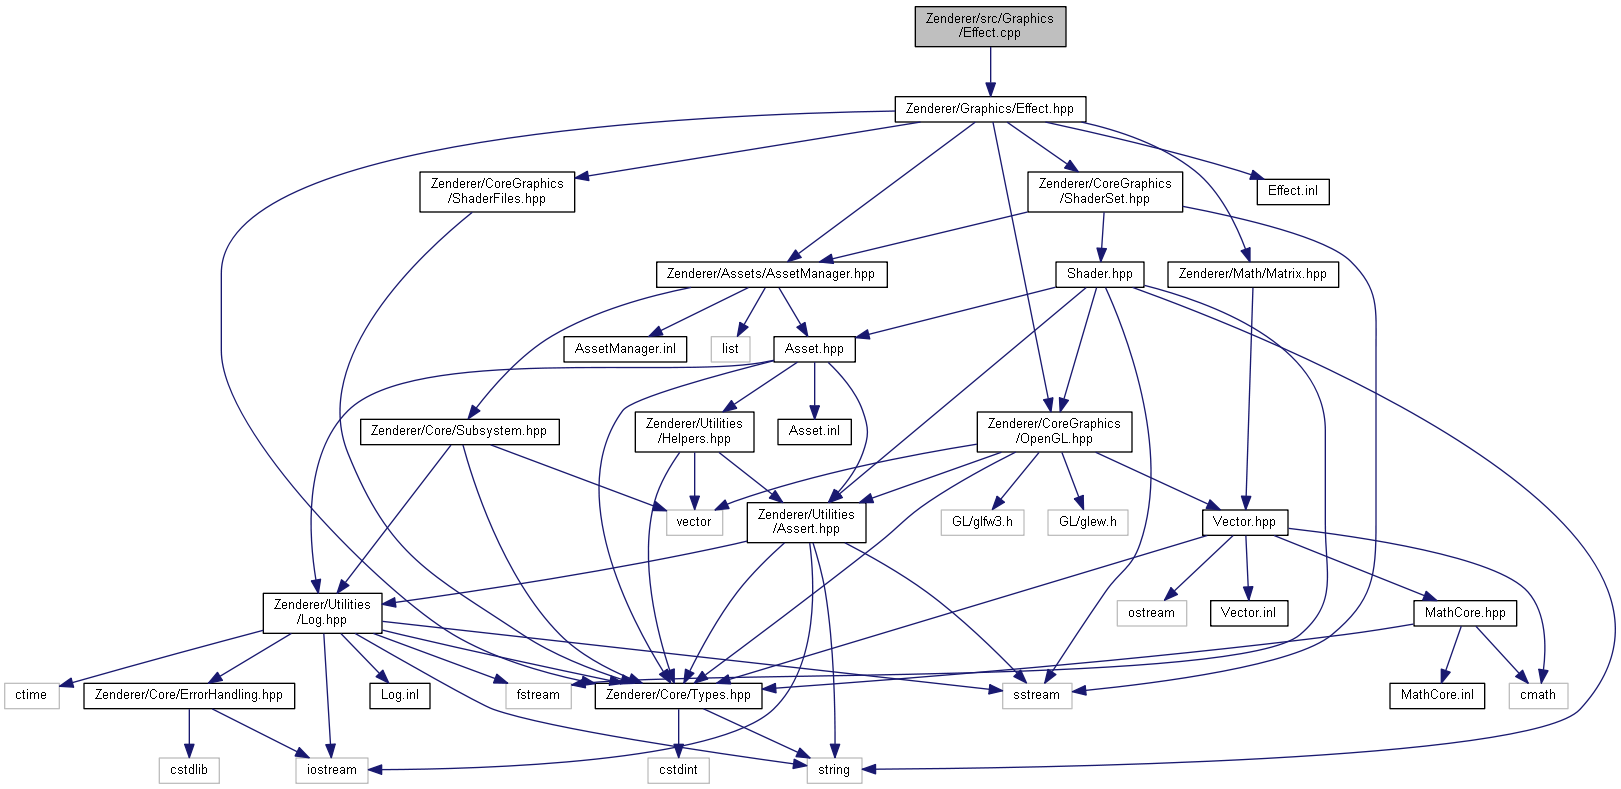 Zenderer/src/Graphics
/Effect.cpp
Zenderer/Graphics/Effect.hpp
Zenderer/CoreGraphics
/ShaderFiles.hpp
Zenderer/CoreGraphics
/ShaderSet.hpp
Effect.inl
Zenderer/Assets/AssetManager.hpp
Shader.hpp
Zenderer/Math/Matrix.hpp
AssetManager.inl
list
Asset.hpp
Zenderer/Core/Subsystem.hpp
Zenderer/Utilities
/Helpers.hpp
Asset.inl
Zenderer/CoreGraphics
/OpenGL.hpp
vector
Zenderer/Utilities
/Assert.hpp
GL/glfw3.h
GL/glew.h
Vector.hpp
Zenderer/Utilities
/Log.hpp
ostream
Vector.inl
MathCore.hpp
ctime
Zenderer/Core/ErrorHandling.hpp
Log.inl
fstream
Zenderer/Core/Types.hpp
sstream
MathCore.inl
cmath
cstdlib
iostream
cstdint
string